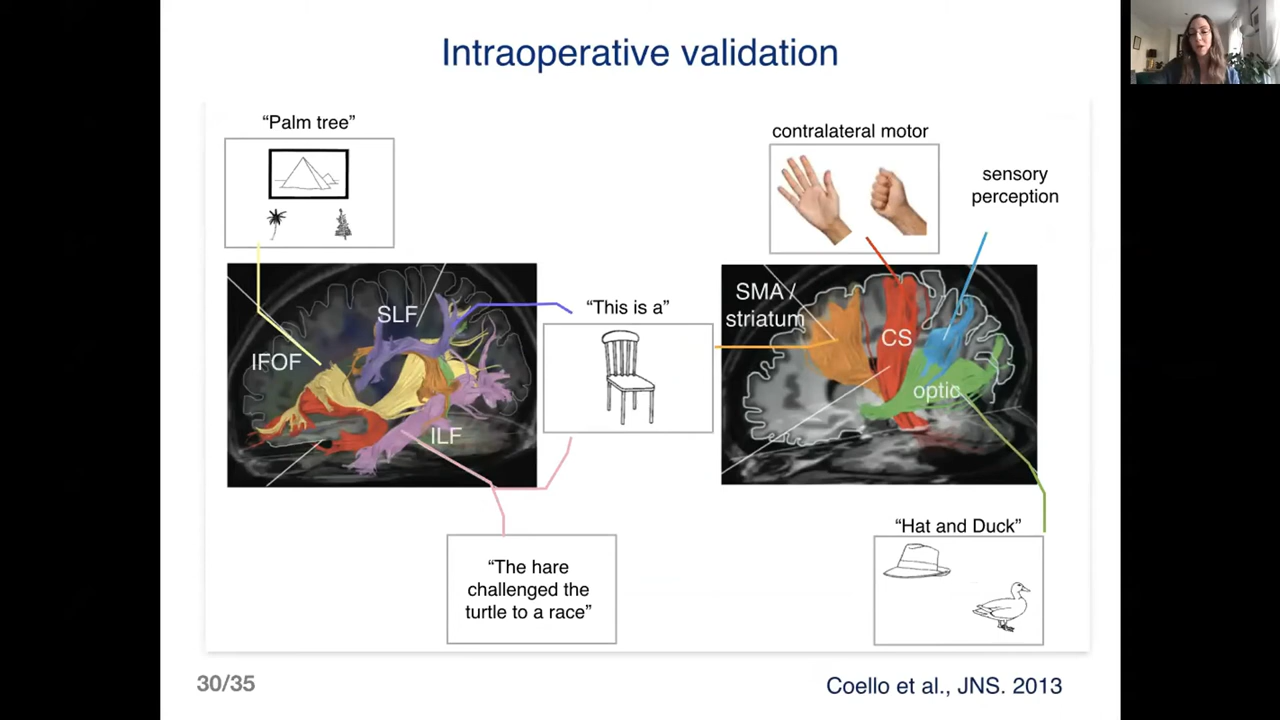 Intraoperative validation
“Palm tree”
SLF
IFOF
ILF
“This is a”
“The hare
challenged the
turtle to a race”
contralateral motor
sensory
perception
SMA /
striatum
CS
optic
“Hat and Duck”
30/35
Coello et al., JNS. 2013